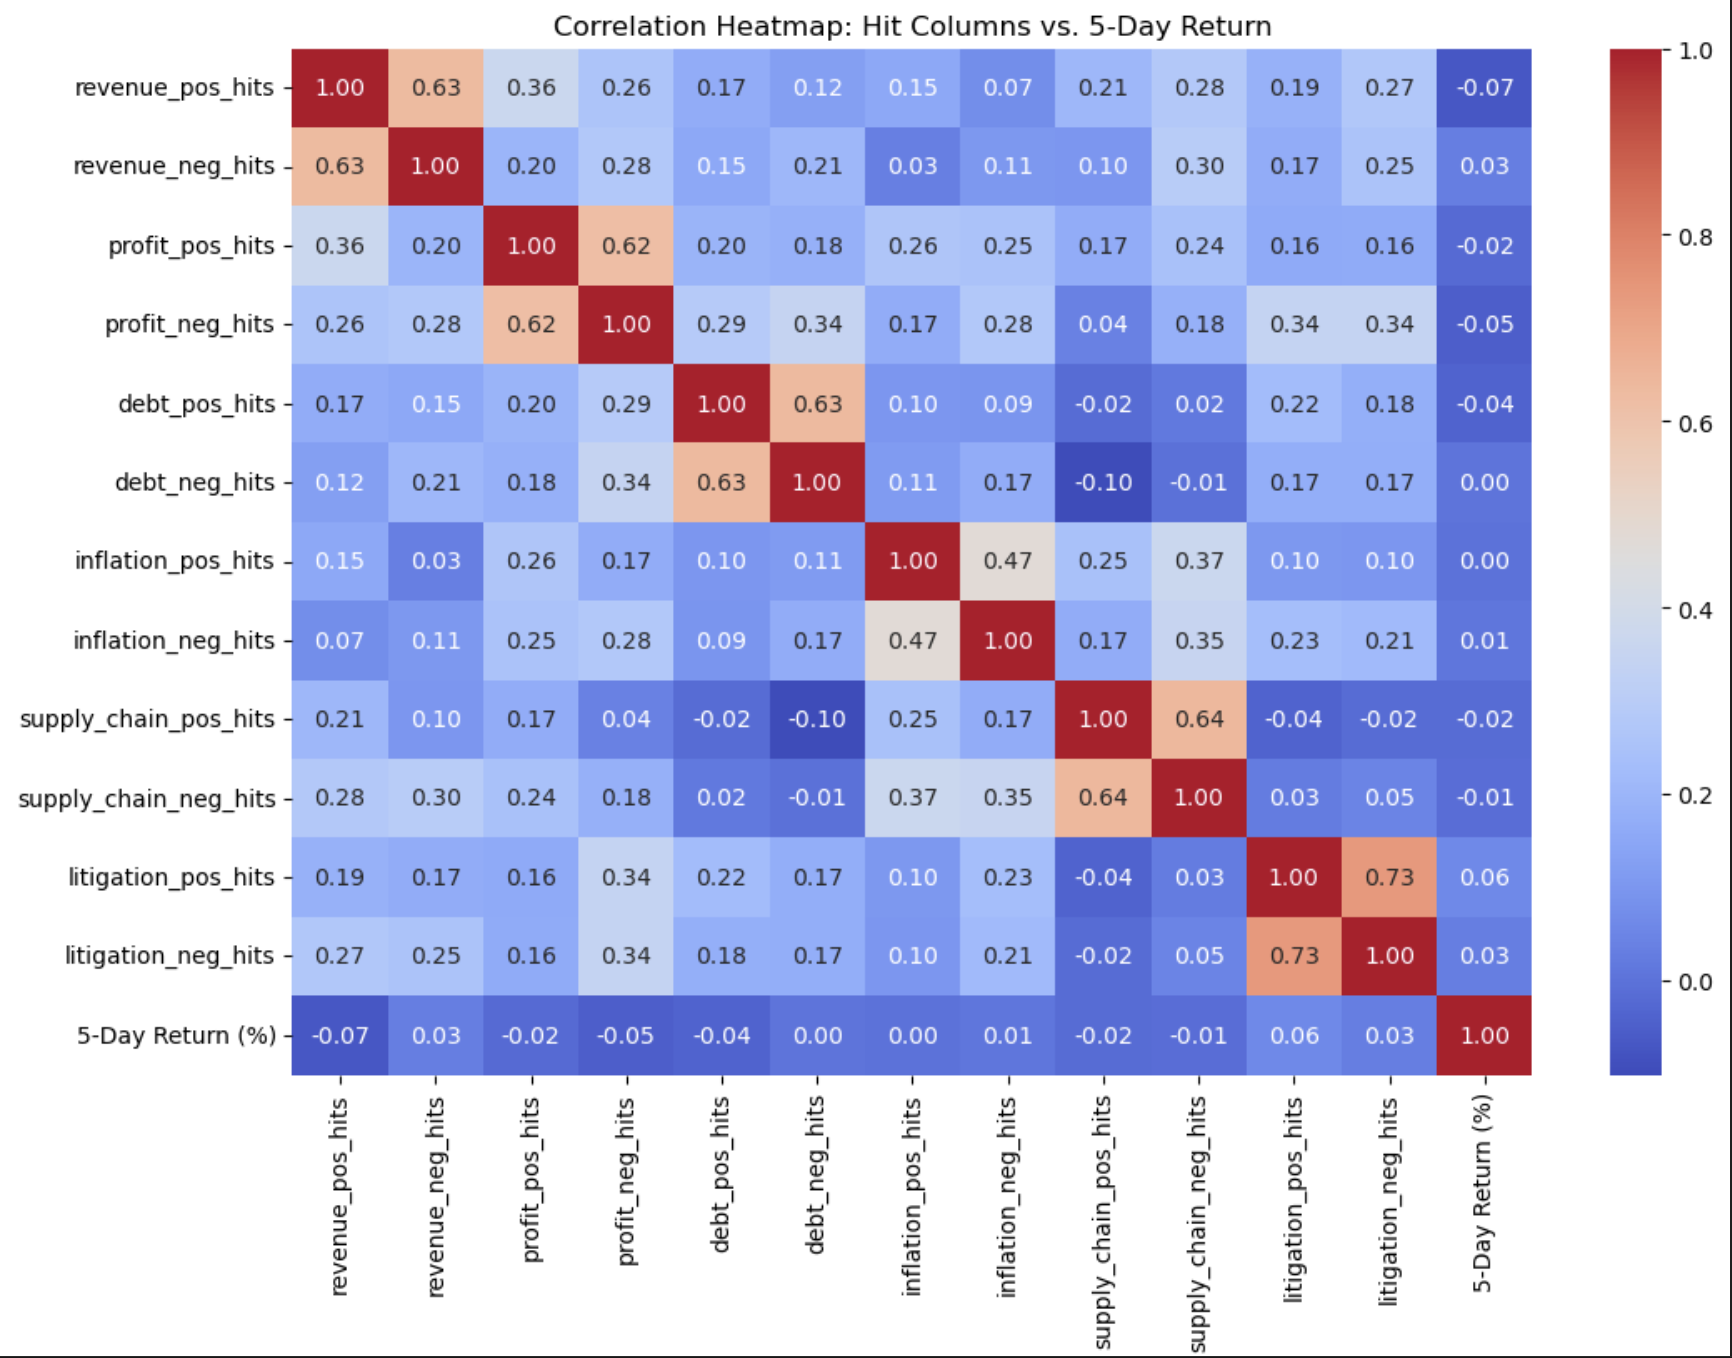 Correlation Heatmap: Hit Columns vs. 5-Day Return
revenue_pos_hits 1.00 0.63 0.36 0.26 0.17 0.12 0.15 0.07 0.21 0.28 0.19 0.27 -0.07
revenue_neg_hits 0.63 1.00 0.20 0.28 0.15 0.21 0.03 0.11 0.10 0.30 0.17 0.25 0.03
profit_pos_hits 0.36 0.20 1.00 0.62 0.20 0.18 0.26 0.25 0.17 0.24 0.16 0.16 -0.02
profit_neg_hits 0.26 0.28 0.62 1.00 0.29 0.34 0.17 0.28 0.04 0.18 0.34 0.34 -0.05
debt_pos_hits 0.17 0.15 0.20 0.29 1.00 0.63 0.10 0.09 -0.02 0.02 0.22 0.18 -0.04
debt_neg_hits 0.12 0.21 0.18 0.34 0.63 1.00 0.11 0.17 -0.10 -0.01 0.17 0.17 0.00
inflation_pos_hits 0.15 0.03 0.26 0.17 0.10 0.11 1.00 0.47 0.25 0.37 0.10 0.10 0.00
inflation_neg_hits 0.07 0.11 0.25 0.28 0.09 0.17 0.47 1.00 0.17 0.35 0.23 0.21 0.01
supply_chain_pos_hits 0.21 0.10 0.17 0.04 -0.02 -0.10 0.25 0.17 1.00 0.64 -0.04 -0.02 -0.02
supply_chain_neg_hits 0.28 0.30 0.24 0.18 0.02 -0.01 0.37 0.35 0.64 1.00 0.03 0.05 -0.01
litigation_pos_hits 0.19 0.17 0.16 0.34 0.22 0.17 0.10 0.23 -0.04 0.03 1.00 0.73 0.06
litigation_neg_hits 0.27 0.25 0.16 0.34 0.18 0.17 0.10 0.21 -0.02 0.05 0.73 1.00 0.03
5-Day Return (%) -0.07 0.03 -0.02 -0.05 -0.04 0.00 0.00 0.01 -0.02 -0.01 0.06 0.03 1.00
revenue_pos_hits
revenue_neg_hits
profit_pos_hits
profit_neg_hits
debt_pos_hits
debt_neg_hits
inflation_pos_hits
inflation_neg_hits
supply_chain_pos_hits
supply_chain_neg_hits
litigation_pos_hits
litigation_neg_hits
5-Day Return (%)
1.0
0.8
0.6
0.4
0.2
0.0